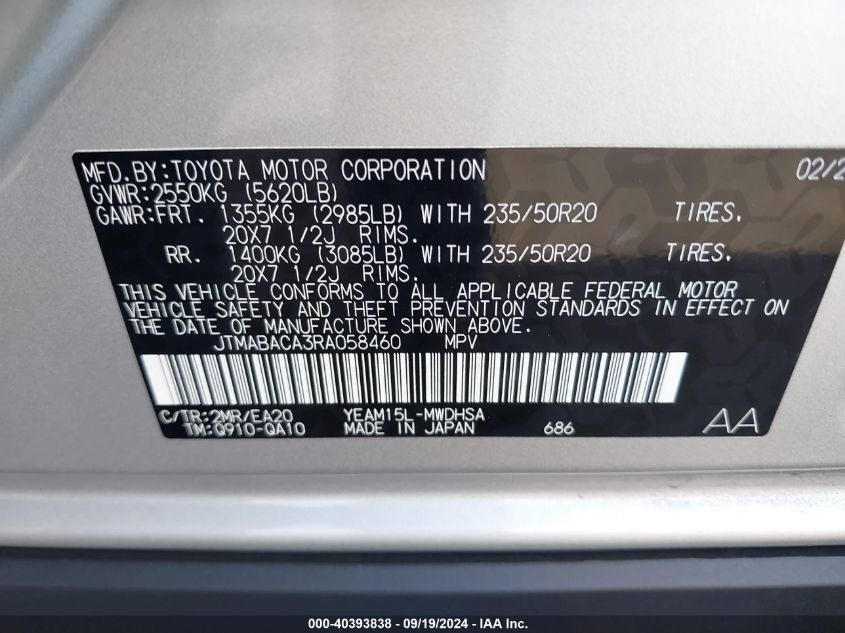 MFD.BY:TOYOTA MOTOR CORPORATION 02/2
GVWR:2550KG (5620LB)
GAWR:FRT. 1355KG (2985LB) WITH 235/50R20 TIRES.
20X7 1/2J RIMS.
RR. 1400KG (3085LB) WITH 235/50R20 TIRES.
20X7 1/2J RIMS.
THIS VEHICLE CONFORMS TO ALL APPLICABLE FEDERAL MOTOR
VEHICLE SAFETY AND THEFT PREVENTION STANDARDS IN EFFECT ON
THE DATE OF MANUFACTURE SHOWN ABOVE.
JTMABACA3RA058460 MPV
C/TR:2MR/EA20 YEAM15L-MWDHSA
TM:Q910-QA10 MADE IN JAPAN 686 AA
000-40393838 - 09/19/2024 - IAA Inc.